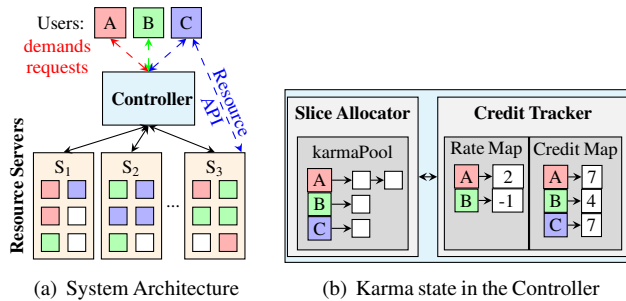 Users: A B C
demands
requests
Controller
Resource
API
Resource Servers
S1 S2 S3
...
(a) System Architecture
Slice Allocator
karmaPool
A
B
C
Credit Tracker
Rate Map
A 2
B -1
Credit Map
A 7
B 4
C 7
(b) Karma state in the Controller